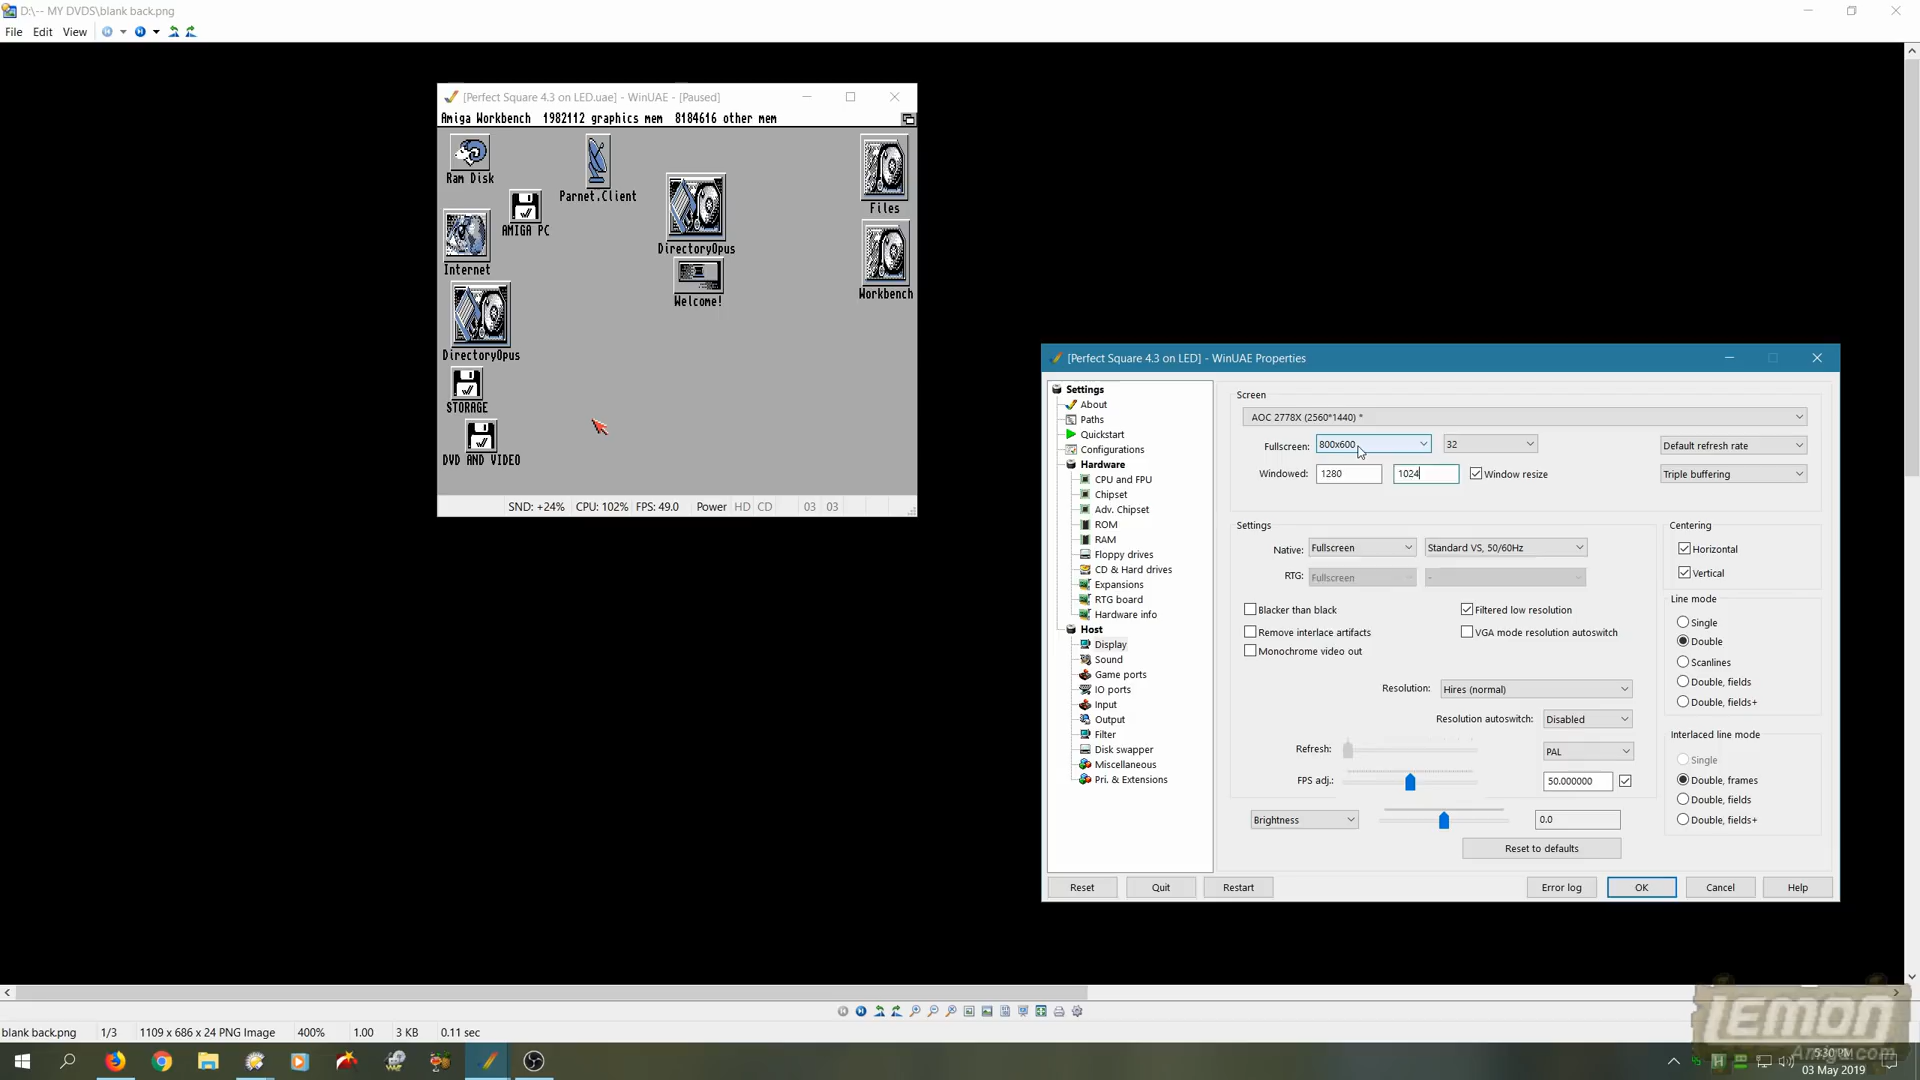 D:\-- MY DVDS\blank back.png
File Edit View
[Perfect Square 4.3 on LED.uae] - WinUAE - [Paused]
Amiga Workbench 1982112 graphics mem 8184616 other mem
Ram Disk
Parnet.Client
AMIGA PC
Files
DirectoryOpus
Internet
Workbench
Welcome!
DirectoryOpus
STORAGE
DVD AND VIDEO
SND: +24% CPU: 102% FPS: 49.0 Power HD CD 03 03
[Perfect Square 4.3 on LED] - WinUAE Properties
Settings
About
Paths
Quickstart
Configurations
Hardware
CPU and FPU
Chipset
Adv. Chipset
ROM
RAM
Floppy drives
CD & Hard drives
Expansions
RTG board
Hardware info
Host
Display
Sound
Game ports
IO ports
Input
Output
Filter
Disk swapper
Miscellaneous
Pri. & Extensions
Screen
AOC 2778X (2560*1440) *
Fullscreen: 800x600 32 Default refresh rate
Windowed: 1280 1024 Window resize Triple buffering
Settings
Native: Fullscreen Standard VS, 50/60Hz
RTG: Fullscreen -
Blacker than black Filtered low resolution
Remove interlace artifacts VGA mode resolution autoswitch
Monochrome video out
Resolution: Hires (normal)
Resolution autoswitch: Disabled
Refresh: PAL
FPS adj.: 50.000000
Brightness 0.0
Reset to defaults
Centering
Horizontal
Vertical
Line mode
Single
Double
Scanlines
Double, fields
Double, fields+
Interlaced line mode
Single
Double, frames
Double, fields
Double, fields+
Reset Quit Restart Error log OK Cancel Help
blank back.png 1/3 1109 x 686 x 24 PNG Image 400% 1.00 3 KB 0.11 sec
Lemon
Amiga.com
5:30 PM
03 May 2019